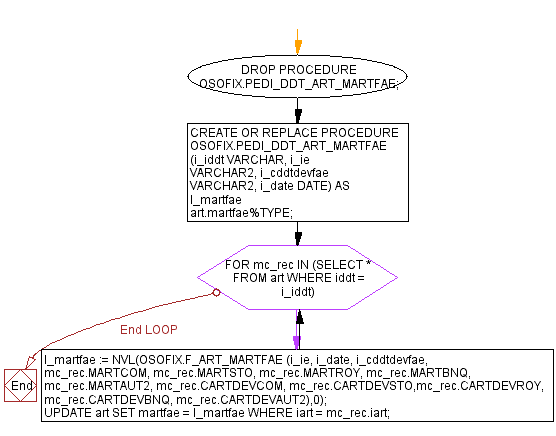 DROP PROCEDURE
OSOFIX.PEDI_DDT_ART_MARTFAE;
CREATE OR REPLACE PROCEDURE
OSOFIX.PEDI_DDT_ART_MARTFAE
(i_iddt VARCHAR, i_ie
VARCHAR2, i_cddtdevfae
VARCHAR2, i_date DATE) AS
l_martfae
art.martfae%TYPE;
FOR mc_rec IN (SELECT *
FROM art WHERE iddt =
i_iddt)
End LOOP
End
l_martfae := NVL(OSOFIX.F_ART_MARTFAE (i_ie, i_date, i_cddtdevfae,
mc_rec.MARTCOM, mc_rec.MARTSTO, mc_rec.MARTROY, mc_rec.MARTBNQ,
mc_rec.MARTAUT2, mc_rec.CARTDEVCOM, mc_rec.CARTDEVSTO,mc_rec.CARTDEVROY,
mc_rec.CARTDEVBNQ, mc_rec.CARTDEVAUT2),0);
UPDATE art SET martfae = l_martfae WHERE iart = mc_rec.iart;